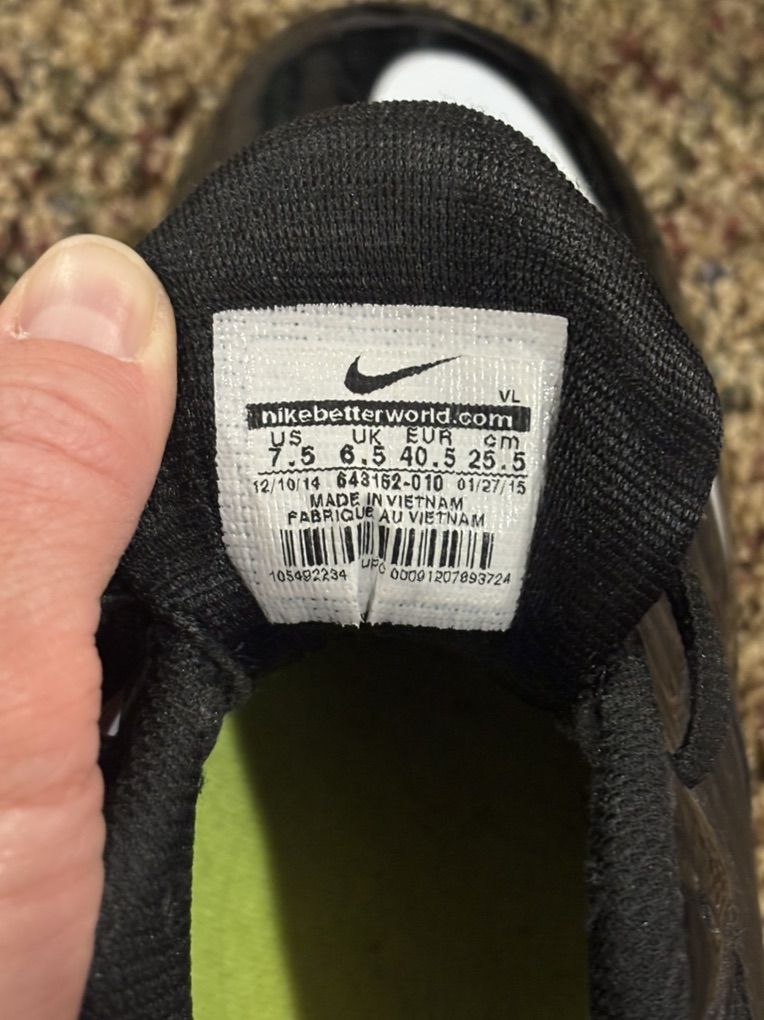 VL
nikebetterworld.com
US UK EUR cm
7.5 6.5 40.5 25.5
12/10/14 643152-010 01/27/15
MADE IN VIETNAM
FABRIQUE AU VIETNAM
UPC
105492234 00091207893724